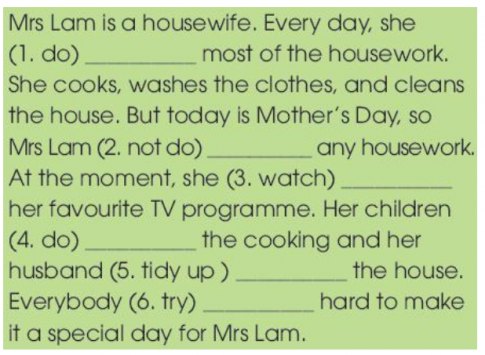 Mrs Lam is a housewife. Every day, she
(1. do) __________ most of the housework.
She cooks, washes the clothes, and cleans
the house. But today is Mother's Day, so
Mrs Lam (2. not do) __________ any housework.
At the moment, she (3. watch) __________
her favourite TV programme. Her children
(4. do) __________ the cooking and her
husband (5. tidy up ) __________ the house.
Everybody (6. try) __________ hard to make
it a special day for Mrs Lam.